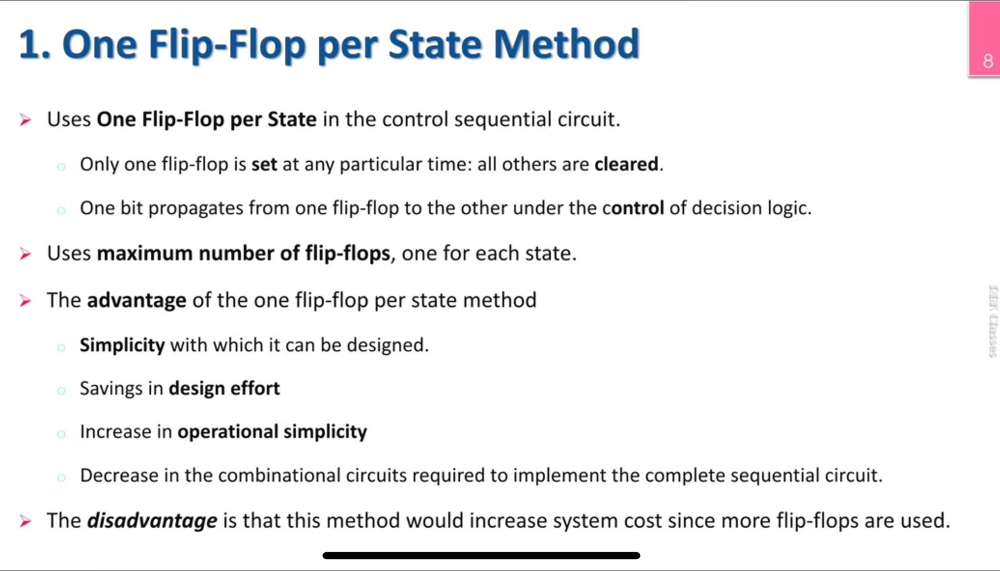 1. One Flip-Flop per State Method
8
➢ Uses One Flip-Flop per State in the control sequential circuit.
○ Only one flip-flop is set at any particular time: all others are cleared.
○ One bit propagates from one flip-flop to the other under the control of decision logic.
➢ Uses maximum number of flip-flops, one for each state.
➢ The advantage of the one flip-flop per state method
○ Simplicity with which it can be designed.
○ Savings in design effort
○ Increase in operational simplicity
○ Decrease in the combinational circuits required to implement the complete sequential circuit.
➢ The disadvantage is that this method would increase system cost since more flip-flops are used.
RBK Classes